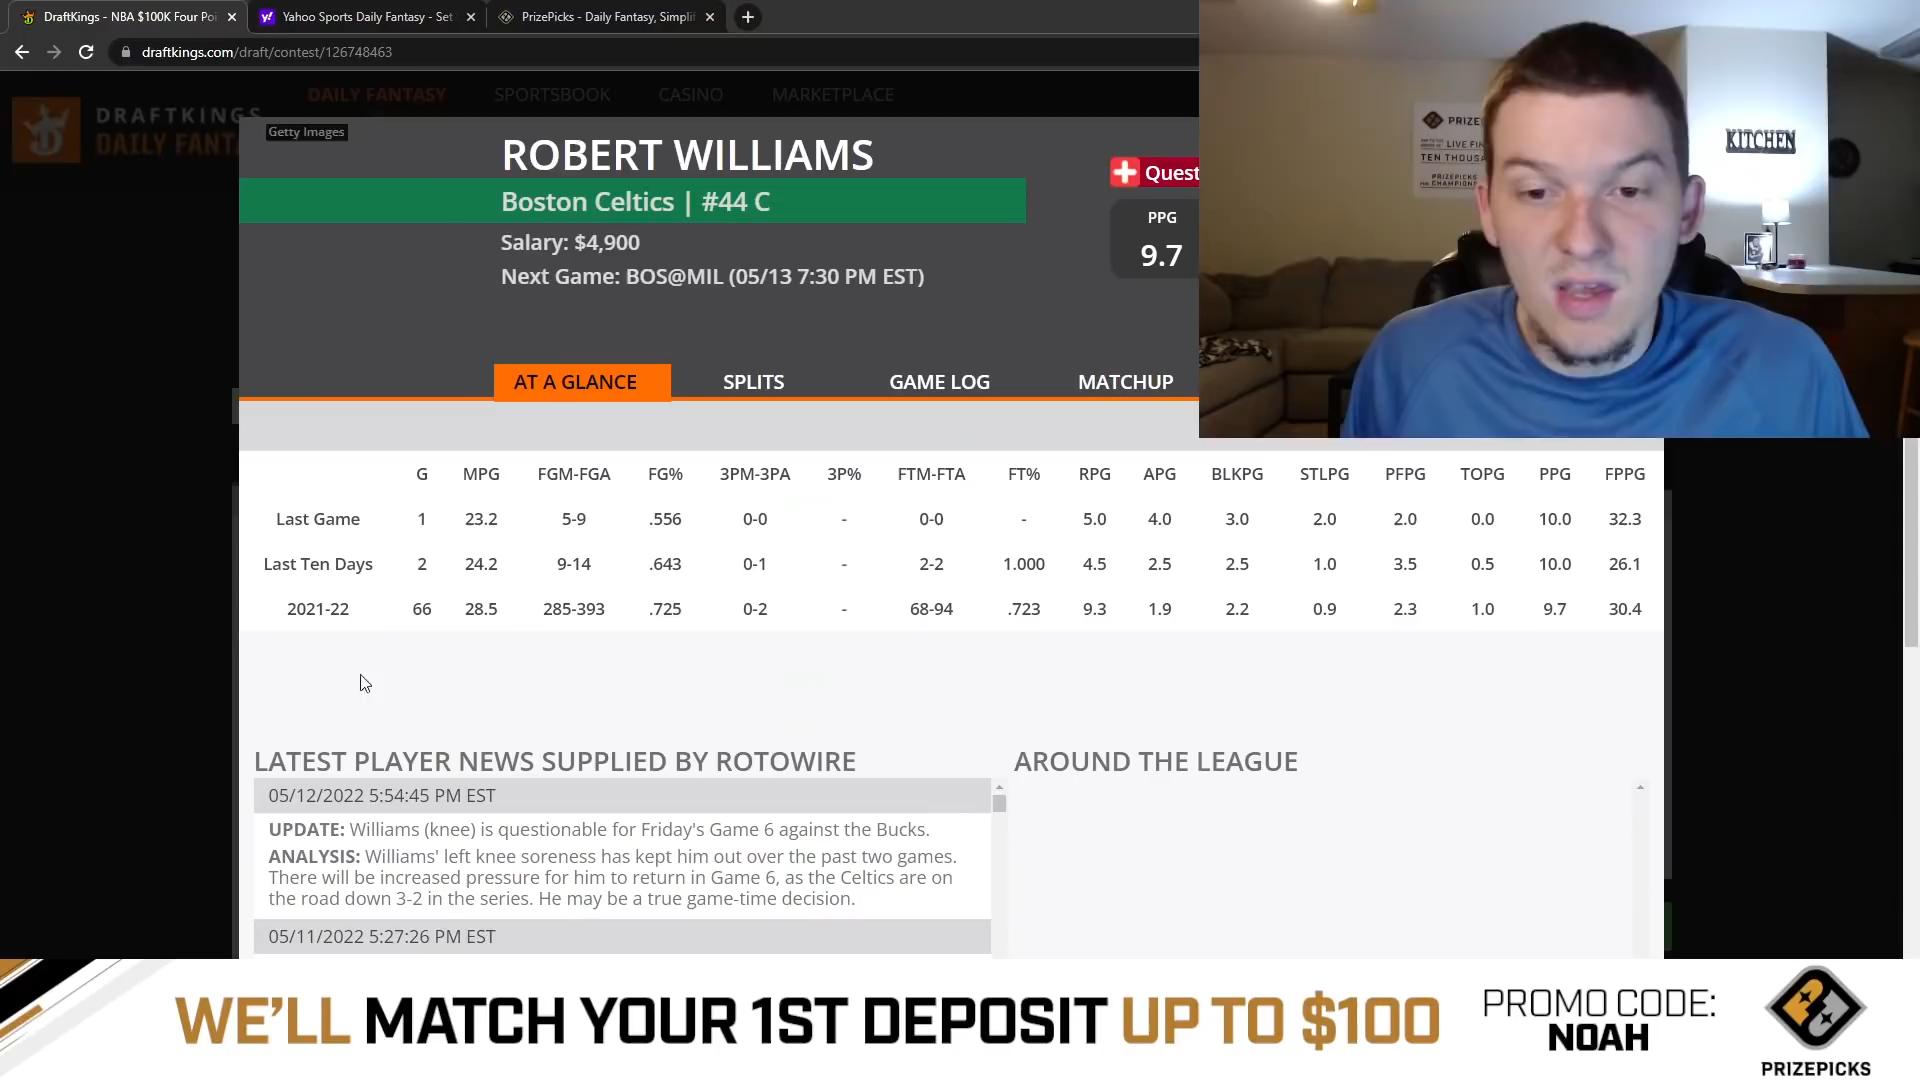 DraftKings - NBA $100K Four Poi
Yahoo Sports Daily Fantasy - Set
PrizePicks - Daily Fantasy, Simplif
draftkings.com/draft/contest/126748463
DRAFTKINGS
DAILY FANTA
DAILY FANTASY SPORTSBOOK CASINO MARKETPLACE
Getty Images
ROBERT WILLIAMS
Boston Celtics | #44 C
Salary: $4,900
Next Game: BOS@MIL (05/13 7:30 PM EST)
Quest
PPG
9.7
PRIZE
LIVE FIN
TEN THOUSA
PRIZEPICKS
KITCHEN
AT A GLANCE SPLITS GAME LOG MATCHUP
G MPG FGM-FGA FG% 3PM-3PA 3P% FTM-FTA FT% RPG APG BLKPG STLPG PFPG TOPG PPG FPPG
Last Game 1 23.2 5-9 .556 0-0 - 0-0 - 5.0 4.0 3.0 2.0 2.0 0.0 10.0 32.3
Last Ten Days 2 24.2 9-14 .643 0-1 - 2-2 1.000 4.5 2.5 2.5 1.0 3.5 0.5 10.0 26.1
2021-22 66 28.5 285-393 .725 0-2 - 68-94 .723 9.3 1.9 2.2 0.9 2.3 1.0 9.7 30.4
LATEST PLAYER NEWS SUPPLIED BY ROTOWIRE
05/12/2022 5:54:45 PM EST
UPDATE: Williams (knee) is questionable for Friday's Game 6 against the Bucks.
ANALYSIS: Williams' left knee soreness has kept him out over the past two games.
There will be increased pressure for him to return in Game 6, as the Celtics are on
the road down 3-2 in the series. He may be a true game-time decision.
05/11/2022 5:27:26 PM EST
AROUND THE LEAGUE
WE'LL MATCH YOUR 1ST DEPOSIT UP TO $100
PROMO CODE:
NOAH
PRIZEPICKS